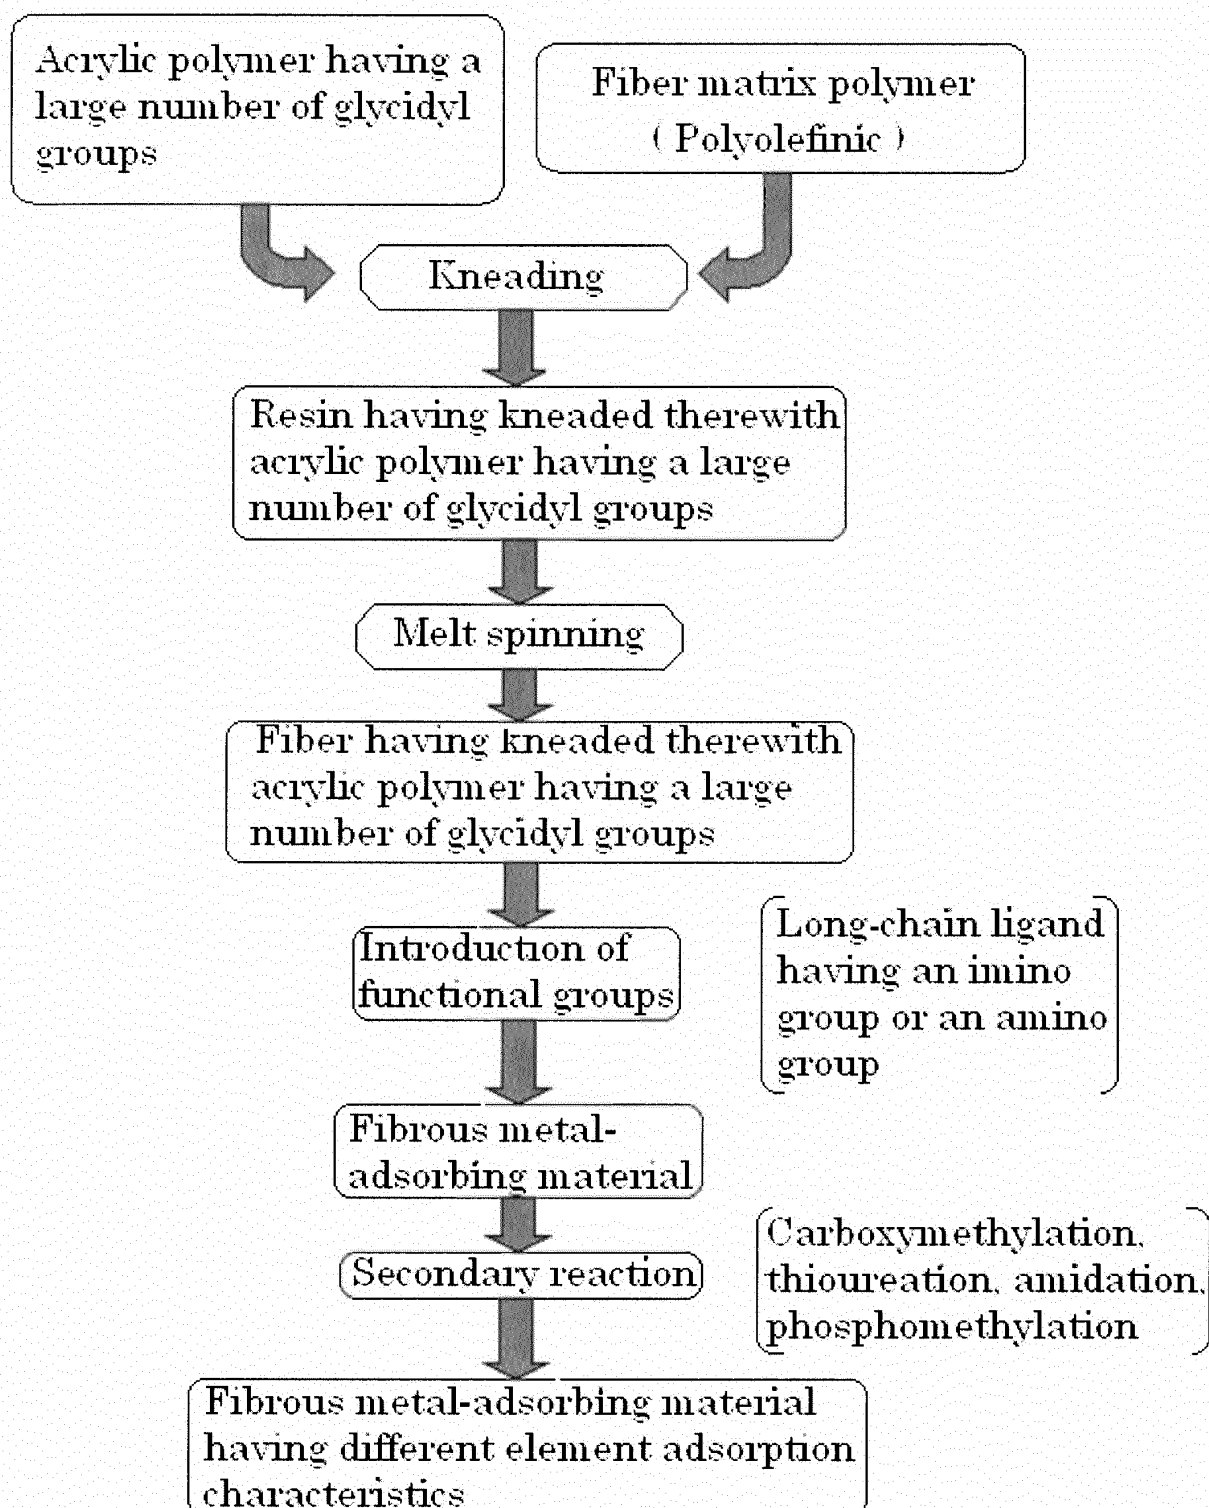 Acrylic polymer having a
large number of glycidyl
groups
Fiber matrix polymer
( Polyolefinic )
Kneading
Resin having kneaded therewith
acrylic polymer having a large
number of glycidyl groups
Melt spinning
Fiber having kneaded therewith
acrylic polymer having a large
number of glycidyl groups
Introduction of
functional groups
Long-chain ligand
having an imino
group or an amino
group
Fibrous metal-
adsorbing material
Secondary reaction
Carboxymethylation,
thioureation, amidation,
phosphomethylation
Fibrous metal-adsorbing material
having different element adsorption
characteristics